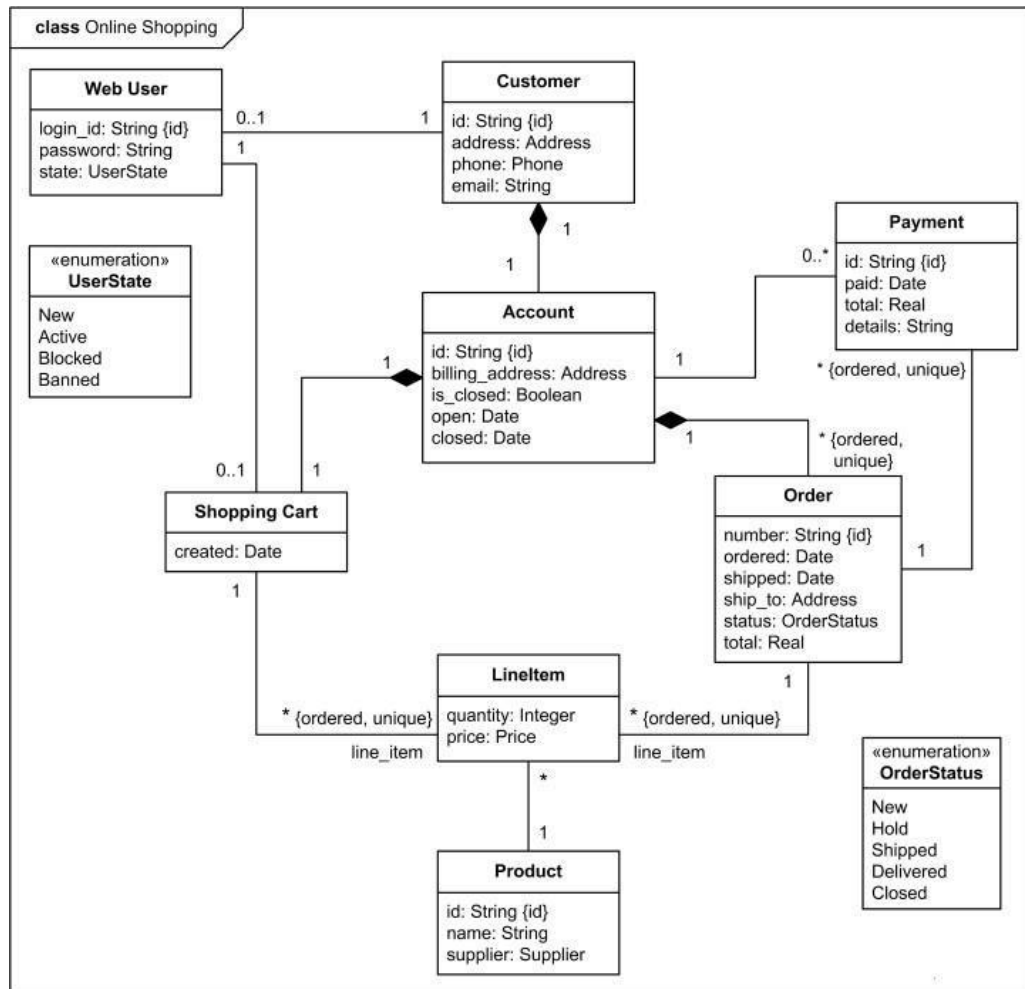 class Online Shopping
Web User
login_id: String {id}
password: String
state: UserState
Customer
id: String {id}
address: Address
phone: Phone
email: String
0..1
1
1
1
1
«enumeration»
UserState
New
Active
Blocked
Banned
Payment
id: String {id}
paid: Date
total: Real
details: String
0..*
Account
id: String {id}
billing_address: Address
is_closed: Boolean
open: Date
closed: Date
1
1
1
* {ordered, unique}
* {ordered,
unique}
0..1
1
Shopping Cart
created: Date
1
Order
number: String {id}
ordered: Date
shipped: Date
ship_to: Address
status: OrderStatus
total: Real
1
1
LineItem
quantity: Integer
price: Price
* {ordered, unique}
line_item
* {ordered, unique}
line_item
*
1
Product
id: String {id}
name: String
supplier: Supplier
«enumeration»
OrderStatus
New
Hold
Shipped
Delivered
Closed